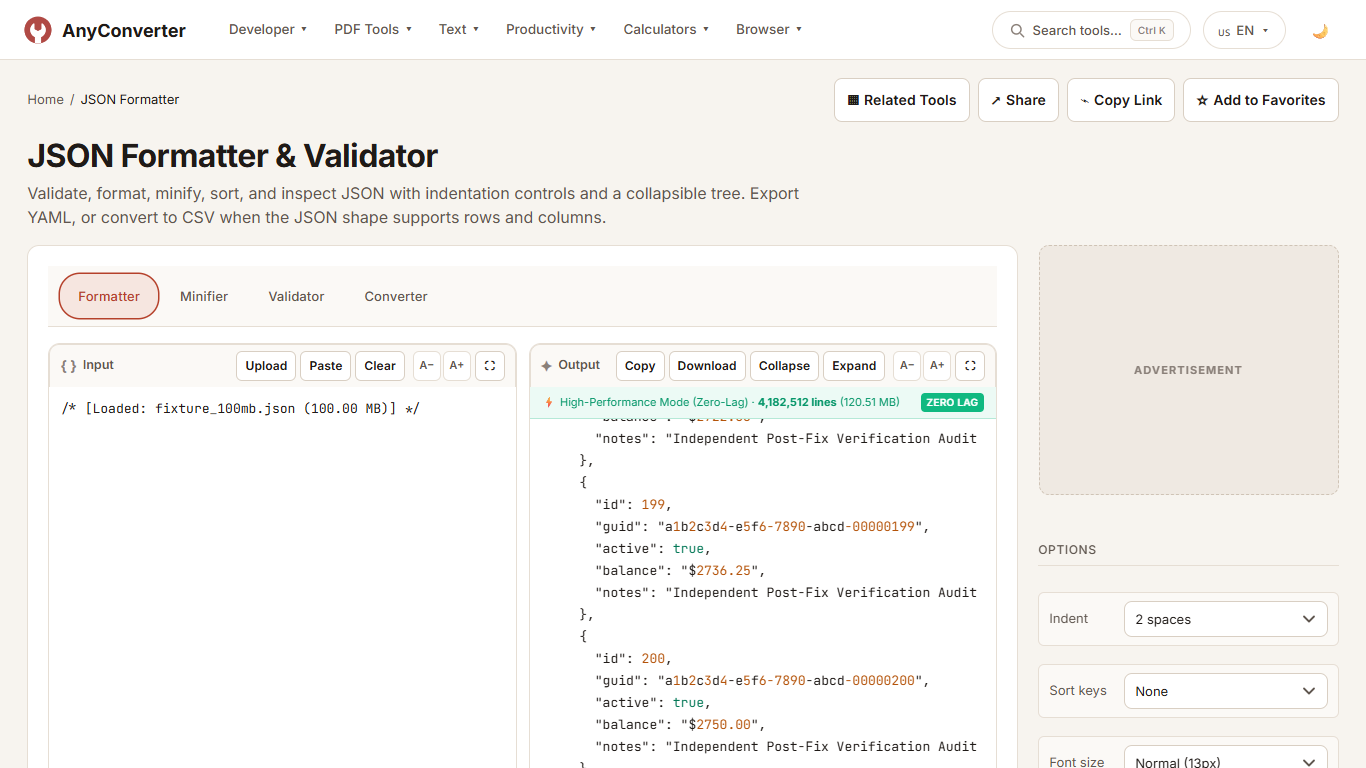 AnyConverter
Developer ▾
PDF Tools ▾
Text ▾
Productivity ▾
Calculators ▾
Browser ▾
Search tools... Ctrl K
US EN ▾
Home / JSON Formatter
Related Tools
↗ Share
Copy Link
☆ Add to Favorites
JSON Formatter & Validator
Validate, format, minify, sort, and inspect JSON with indentation controls and a collapsible tree. Export
YAML, or convert to CSV when the JSON shape supports rows and columns.
Formatter
Minifier
Validator
Converter
{ } Input
Upload
Paste
Clear
A−
A+
/* [Loaded: fixture_100mb.json (100.00 MB)] */
Output
Copy
Download
Collapse
Expand
A−
A+
High-Performance Mode (Zero-Lag) · 4,182,512 lines (120.51 MB)
ZERO LAG
"notes": "Independent Post-Fix Verification Audit
},
{
"id": 199,
"guid": "a1b2c3d4-e5f6-7890-abcd-00000199",
"active": true,
"balance": "$2736.25",
"notes": "Independent Post-Fix Verification Audit
},
{
"id": 200,
"guid": "a1b2c3d4-e5f6-7890-abcd-00000200",
"active": true,
"balance": "$2750.00",
"notes": "Independent Post-Fix Verification Audit
ADVERTISEMENT
OPTIONS
Indent
2 spaces
Sort keys
None
Font size
Normal (13px)